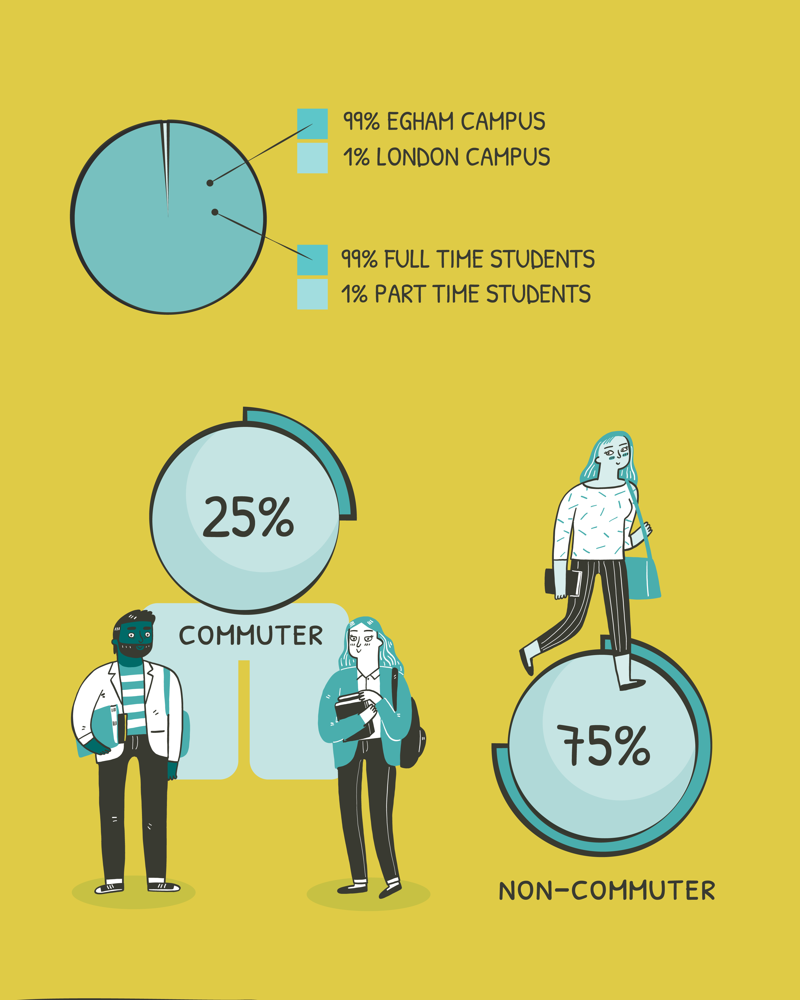 99% EGHAM CAMPUS
1% LONDON CAMPUS
99% FULL TIME STUDENTS
1% PART TIME STUDENTS
25%
COMMUTER
75%
NON-COMMUTER